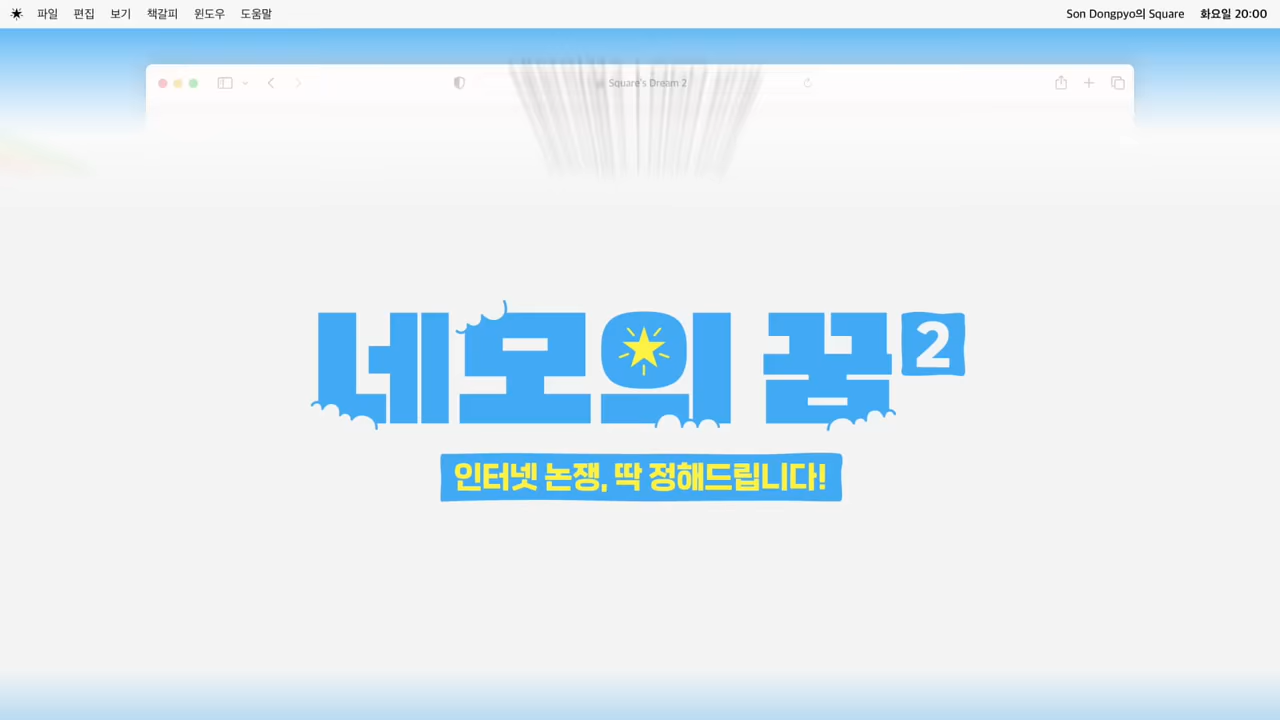 파일 편집 보기 책갈피 윈도우 도움말 Son Dongpyo의 Square 화요일 20:00
Square's Dream 2
네모의 꿈 2
인터넷 논쟁, 딱 정해드립니다!